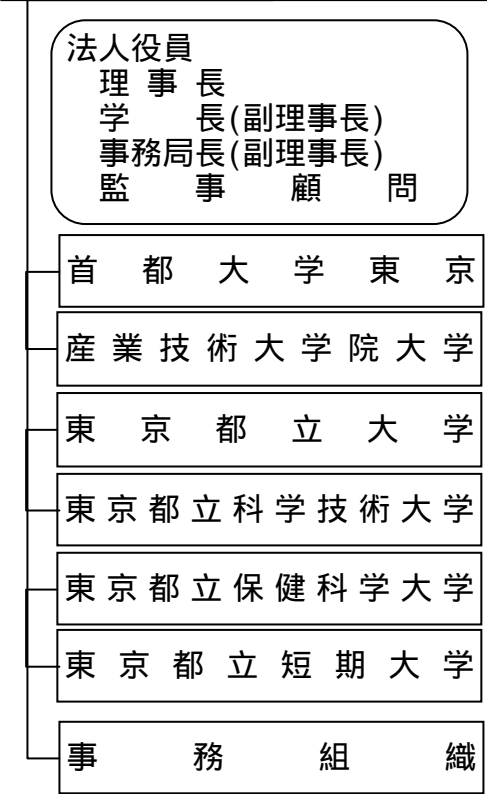 法人役員
理事長
学長(副理事長)
事務局長(副理事長)
監事顧問
首都大学東京
産業技術大学院大学
東京都立大学
東京都立科学技術大学
東京都立保健科学大学
東京都立短期大学
事務組織